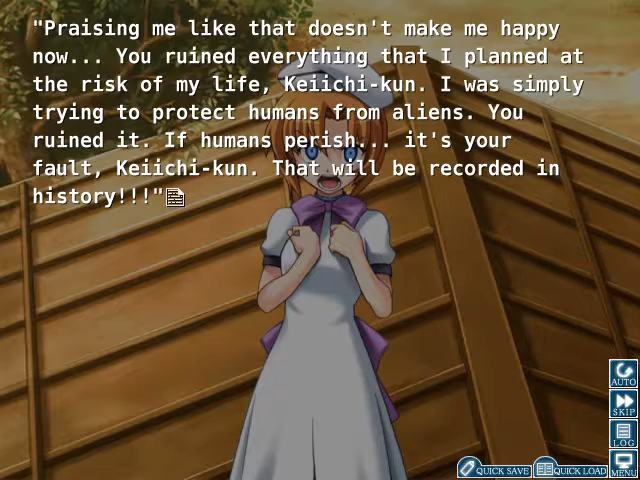 "Praising me like that doesn't make me happy
now... You ruined everything that I planned at
the risk of my life, Keiichi-kun. I was simply
trying to protect humans from aliens. You
ruined it. If humans perish... it's your
fault, Keiichi-kun. That will be recorded in
history!!!"
AUTO
SKIP
LOG
QUICK SAVE
QUICK LOAD
MENU